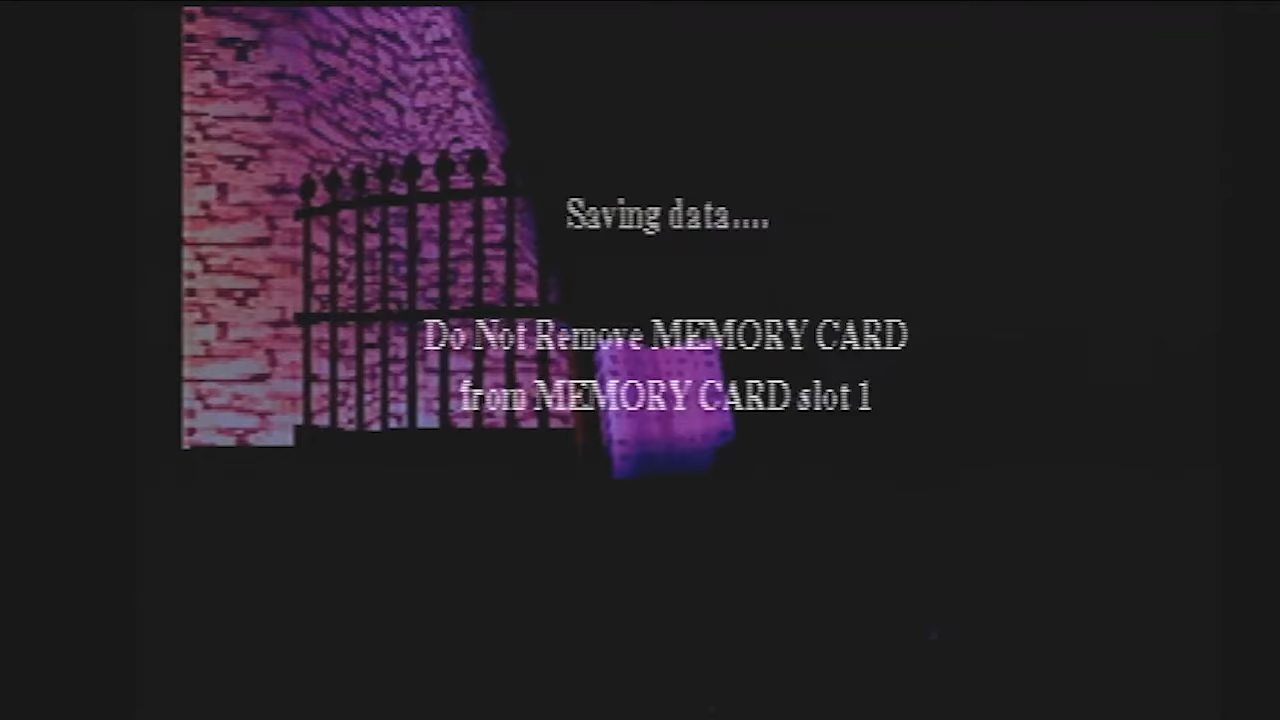 Saving data....
Do Not Remove MEMORY CARD
from MEMORY CARD slot 1